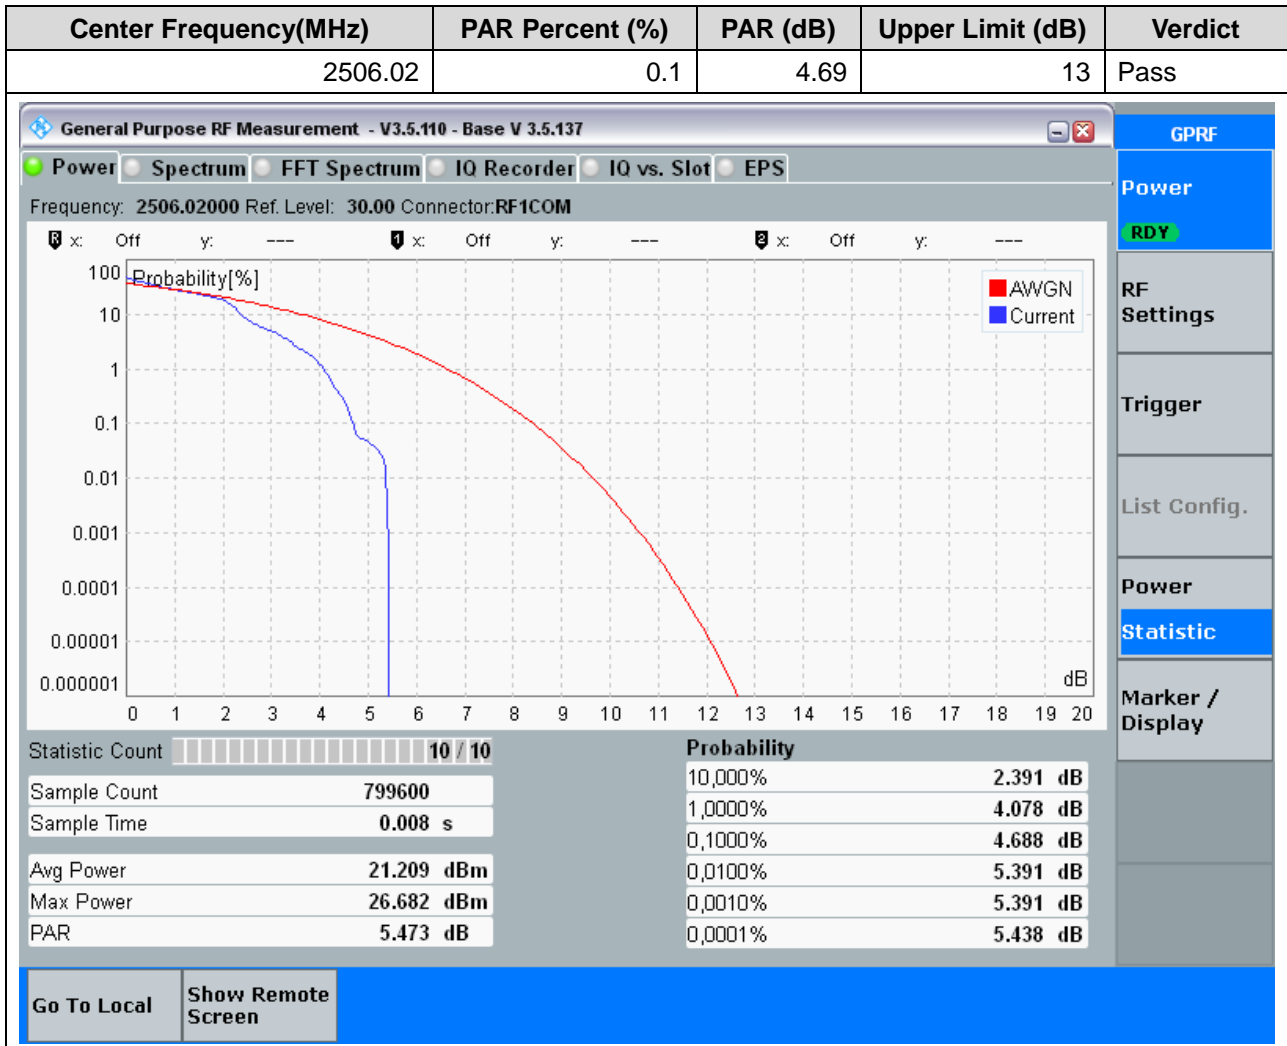 Center Frequency(MHz) PAR Percent (%) PAR (dB) Upper Limit (dB) Verdict
2506.02 0.1 4.69 13 Pass
General Purpose RF Measurement - V3.5.110 - Base V 3.5.137
GPRF
Power Spectrum FFT Spectrum IQ Recorder IQ vs. Slot EPS
Power
RDY
Frequency: 2506.02000 Ref. Level: 30.00 Connector:RF1COM
R x: Off y: --- 1 x: Off y: --- 2 x: Off y: ---
Probability[%]
AWGN
Current
100
10
1
0.1
0.01
0.001
0.0001
0.00001
0.000001
dB
0 1 2 3 4 5 6 7 8 9 10 11 12 13 14 15 16 17 18 19 20
RF
Settings
Trigger
List Config.
Power
Statistic
Marker /
Display
Statistic Count 10 / 10
Sample Count 799600
Sample Time 0.008 s
Avg Power 21.209 dBm
Max Power 26.682 dBm
PAR 5.473 dB
Probability
10,000% 2.391 dB
1,0000% 4.078 dB
0,1000% 4.688 dB
0,0100% 5.391 dB
0,0010% 5.391 dB
0,0001% 5.438 dB
Go To Local
Show Remote
Screen